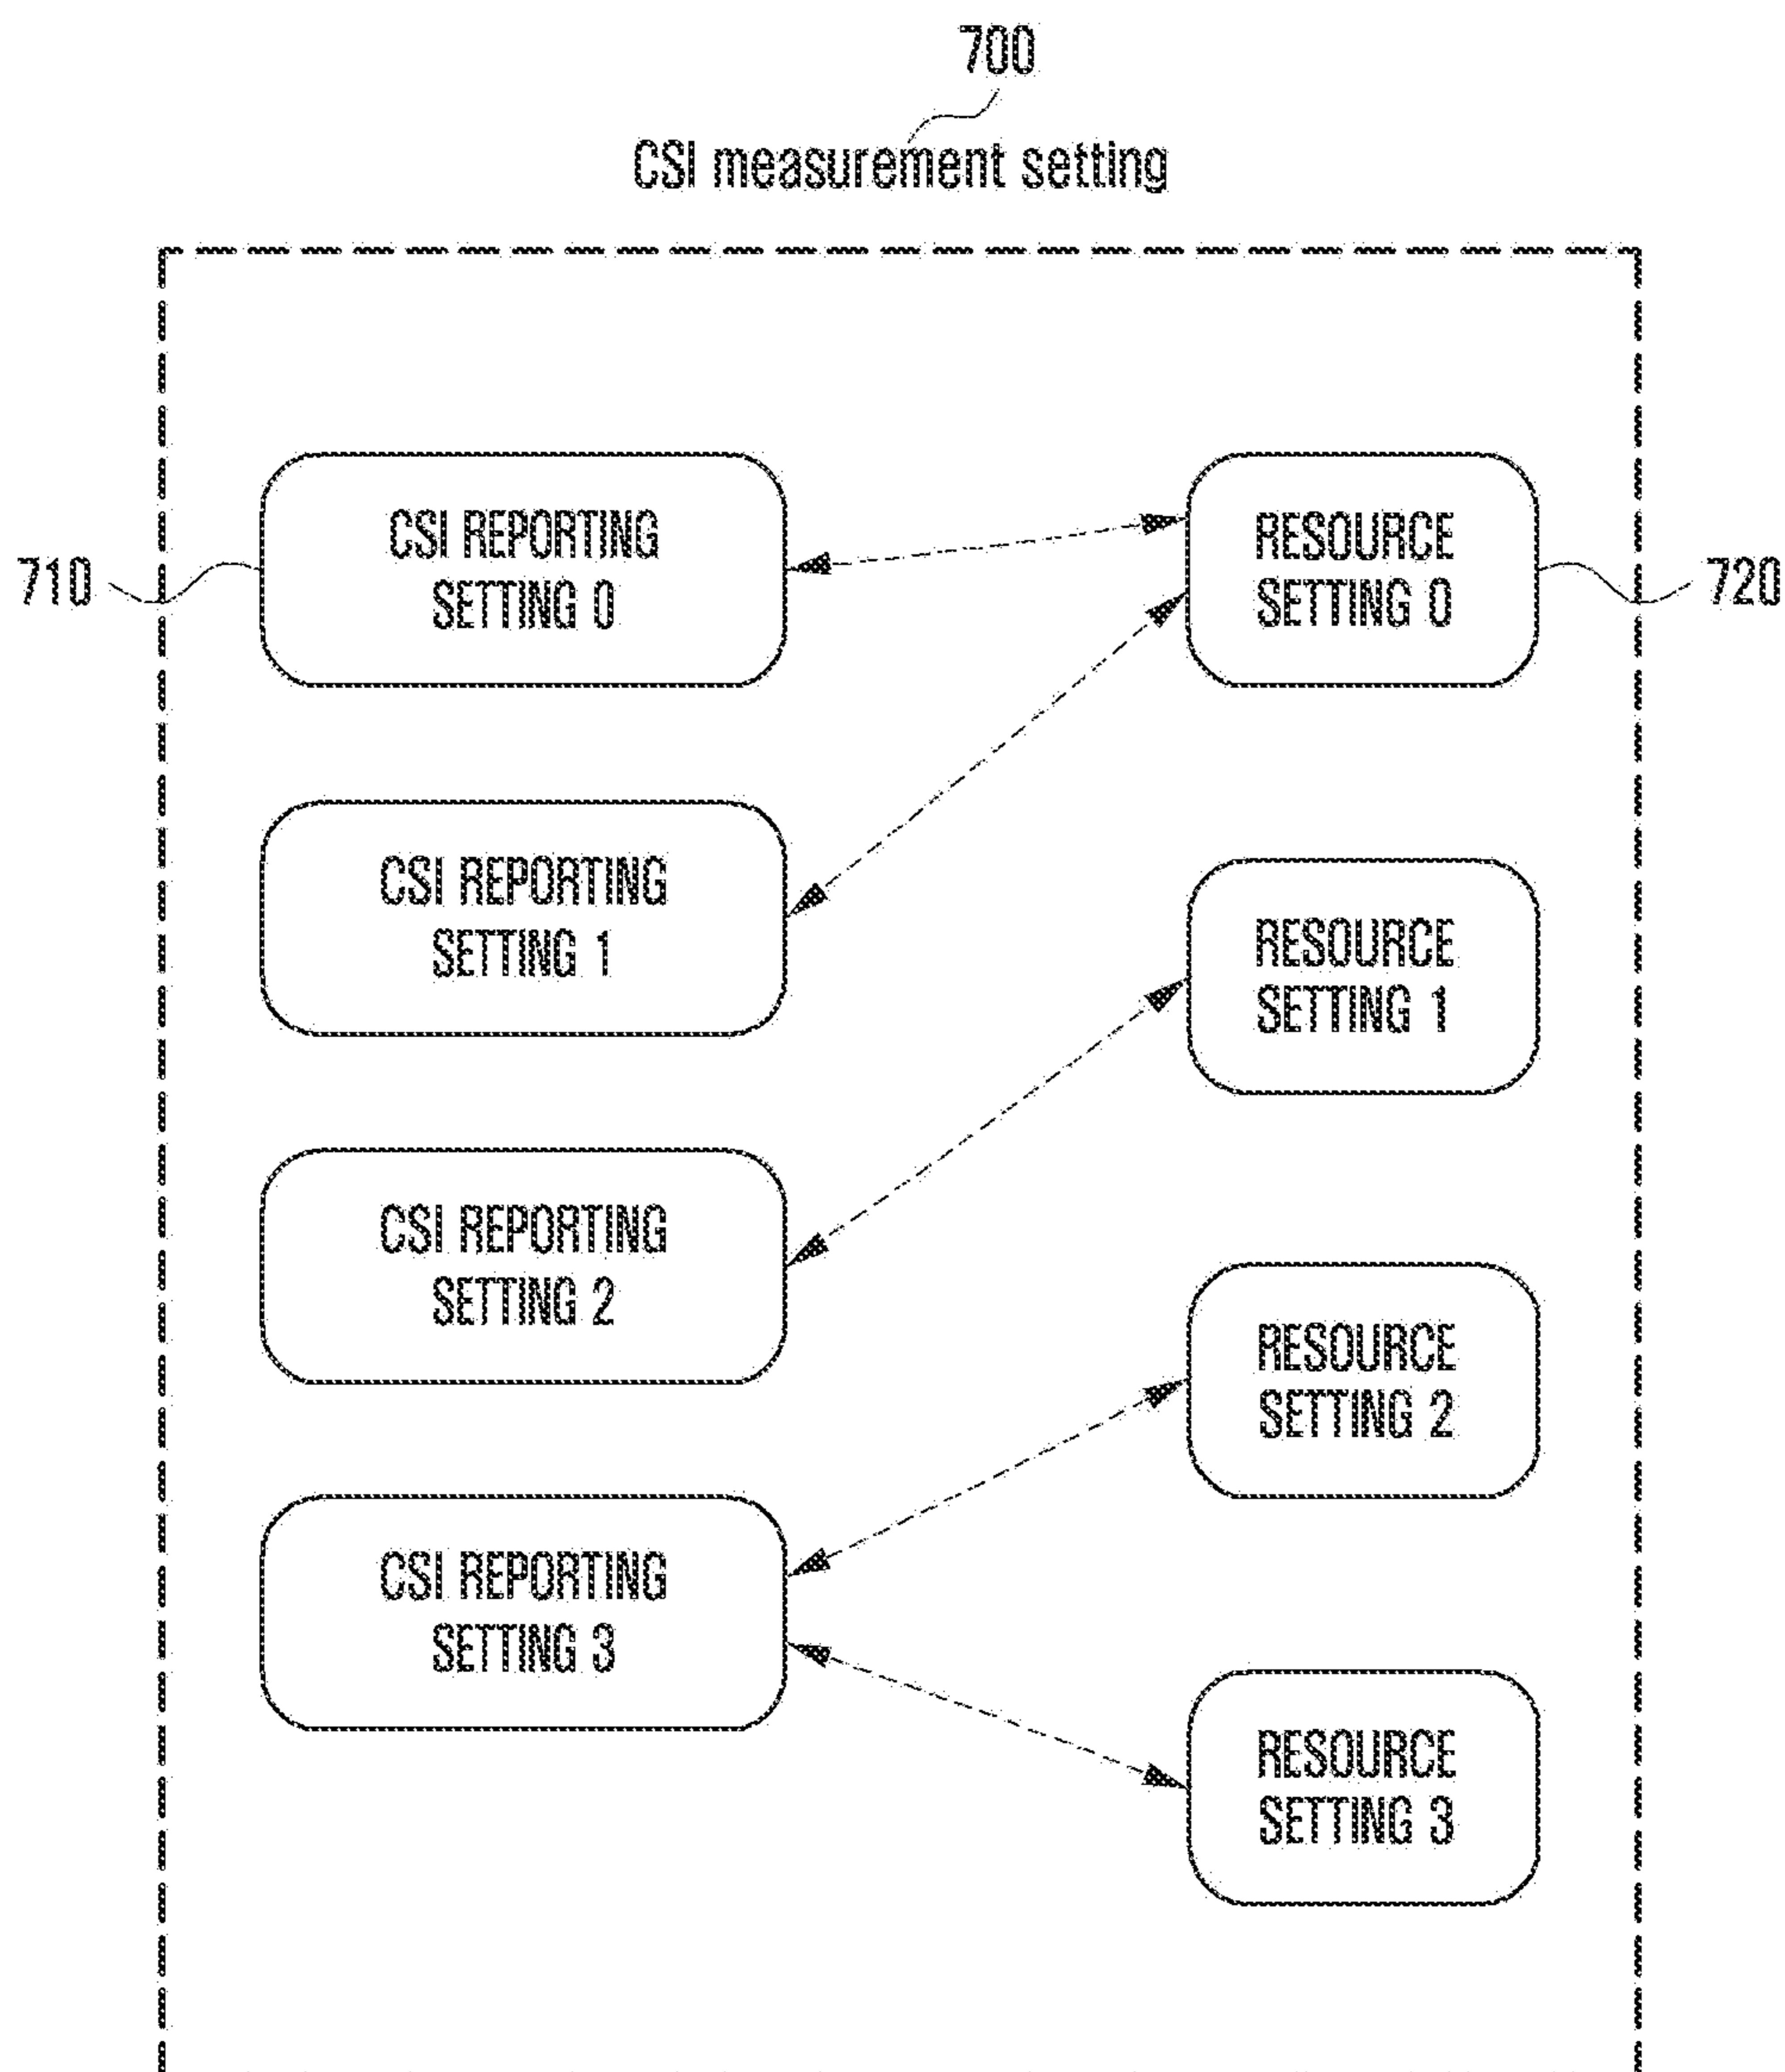 700
CSI measurement setting
710
CSI REPORTING
SETTING 0
RESOURCE
SETTING 0
720
CSI REPORTING
SETTING 1
RESOURCE
SETTING 1
CSI REPORTING
SETTING 2
RESOURCE
SETTING 2
CSI REPORTING
SETTING 3
RESOURCE
SETTING 3